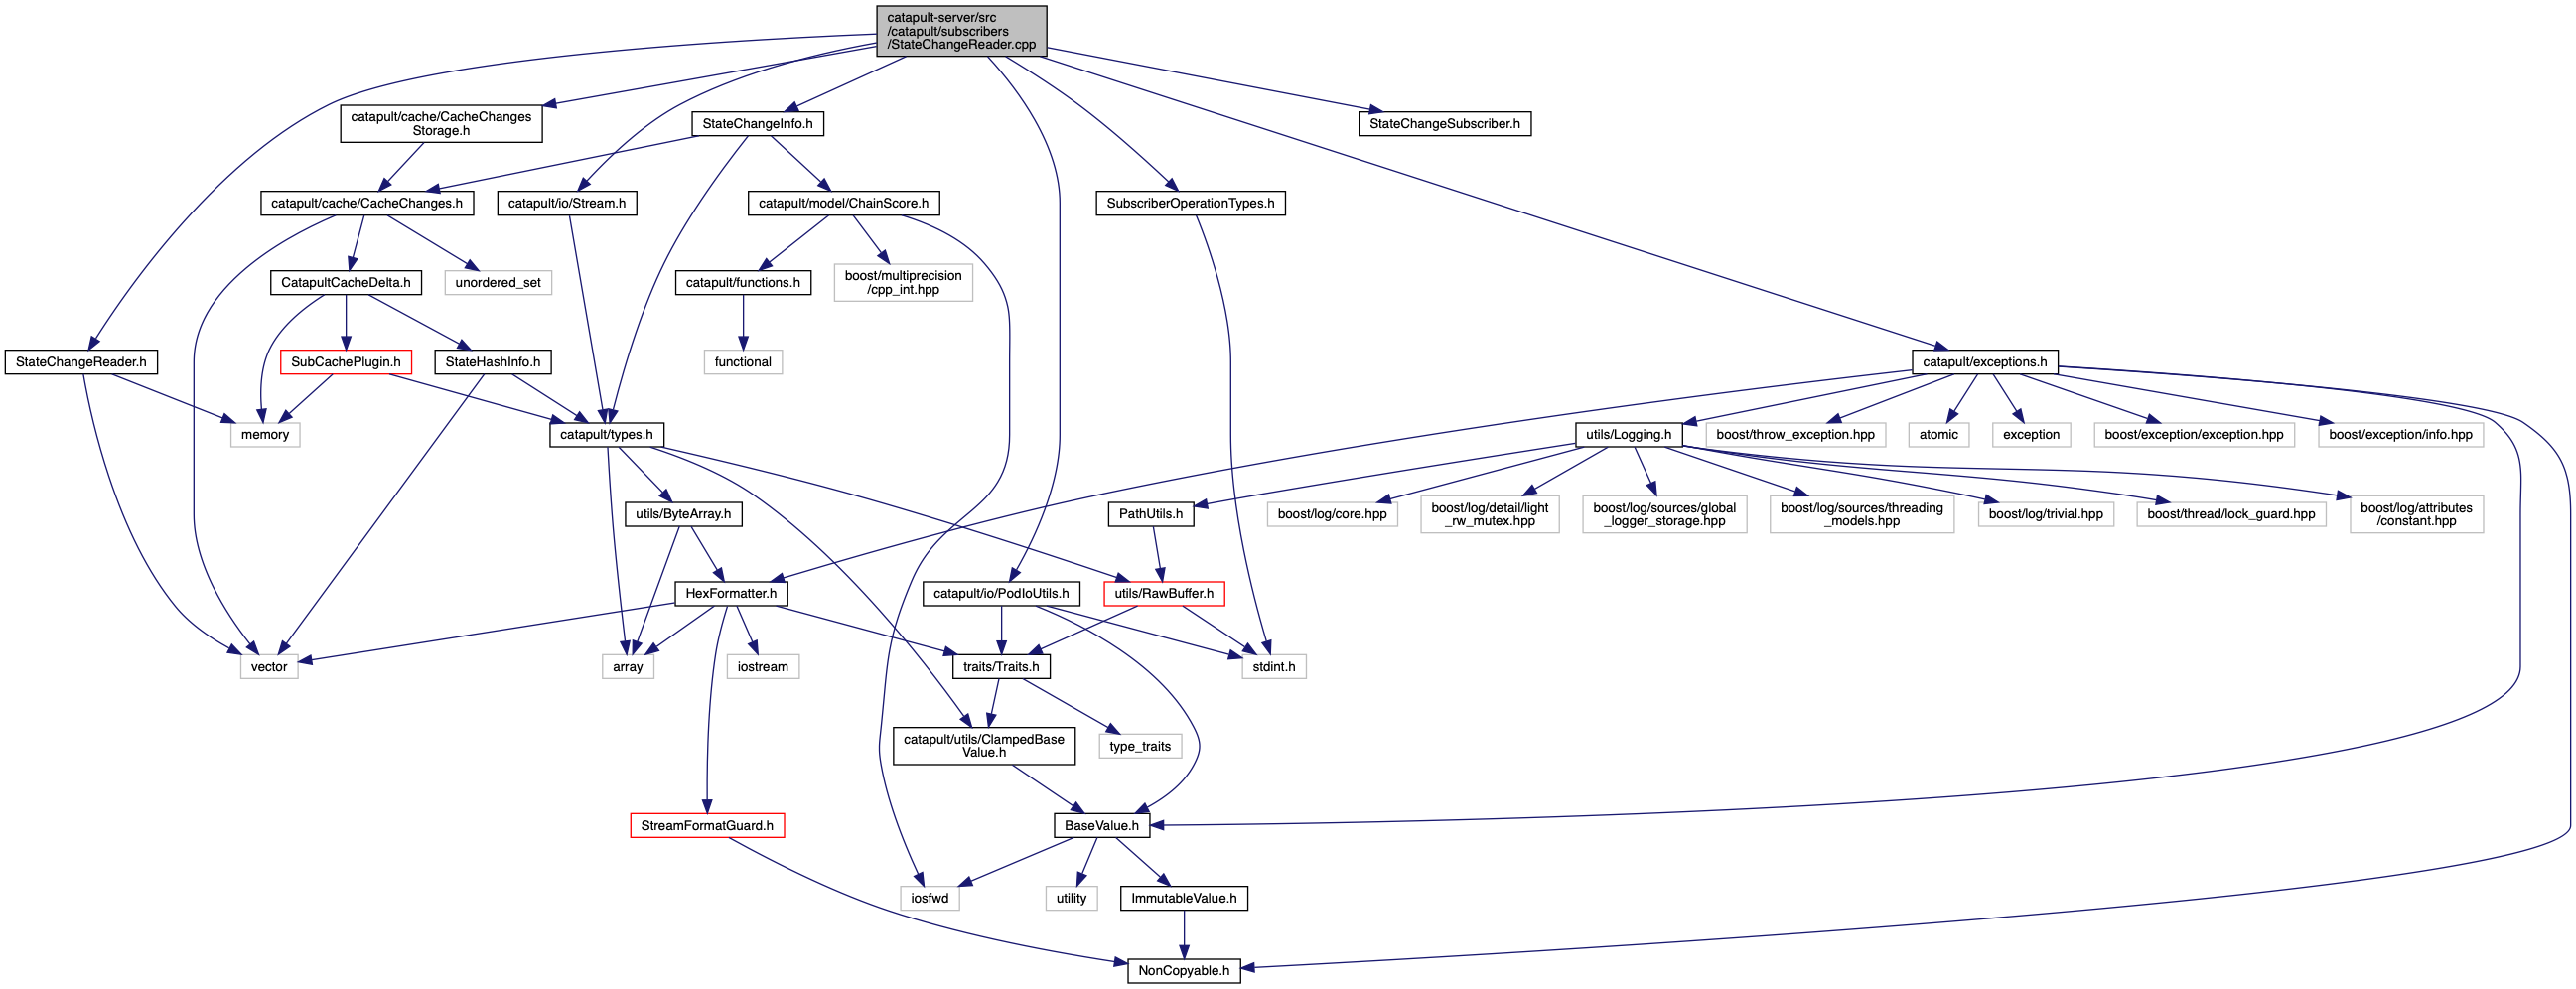 catapult-server/src
/catapult/subscribers
/StateChangeReader.cpp
catapult/cache/CacheChanges
Storage.h
StateChangeInfo.h
StateChangeSubscriber.h
catapult/cache/CacheChanges.h
catapult/io/Stream.h
catapult/model/ChainScore.h
SubscriberOperationTypes.h
CatapultCacheDelta.h
unordered_set
catapult/functions.h
boost/multiprecision
/cpp_int.hpp
StateChangeReader.h
SubCachePlugin.h
StateHashInfo.h
functional
catapult/exceptions.h
memory
catapult/types.h
utils/Logging.h
boost/throw_exception.hpp
atomic
exception
boost/exception/exception.hpp
boost/exception/info.hpp
utils/ByteArray.h
PathUtils.h
boost/log/core.hpp
boost/log/detail/light
_rw_mutex.hpp
boost/log/sources/global
_logger_storage.hpp
boost/log/sources/threading
_models.hpp
boost/log/trivial.hpp
boost/thread/lock_guard.hpp
boost/log/attributes
/constant.hpp
HexFormatter.h
catapult/io/PodIoUtils.h
utils/RawBuffer.h
vector
array
iostream
traits/Traits.h
stdint.h
catapult/utils/ClampedBase
Value.h
type_traits
StreamFormatGuard.h
BaseValue.h
iosfwd
utility
ImmutableValue.h
NonCopyable.h